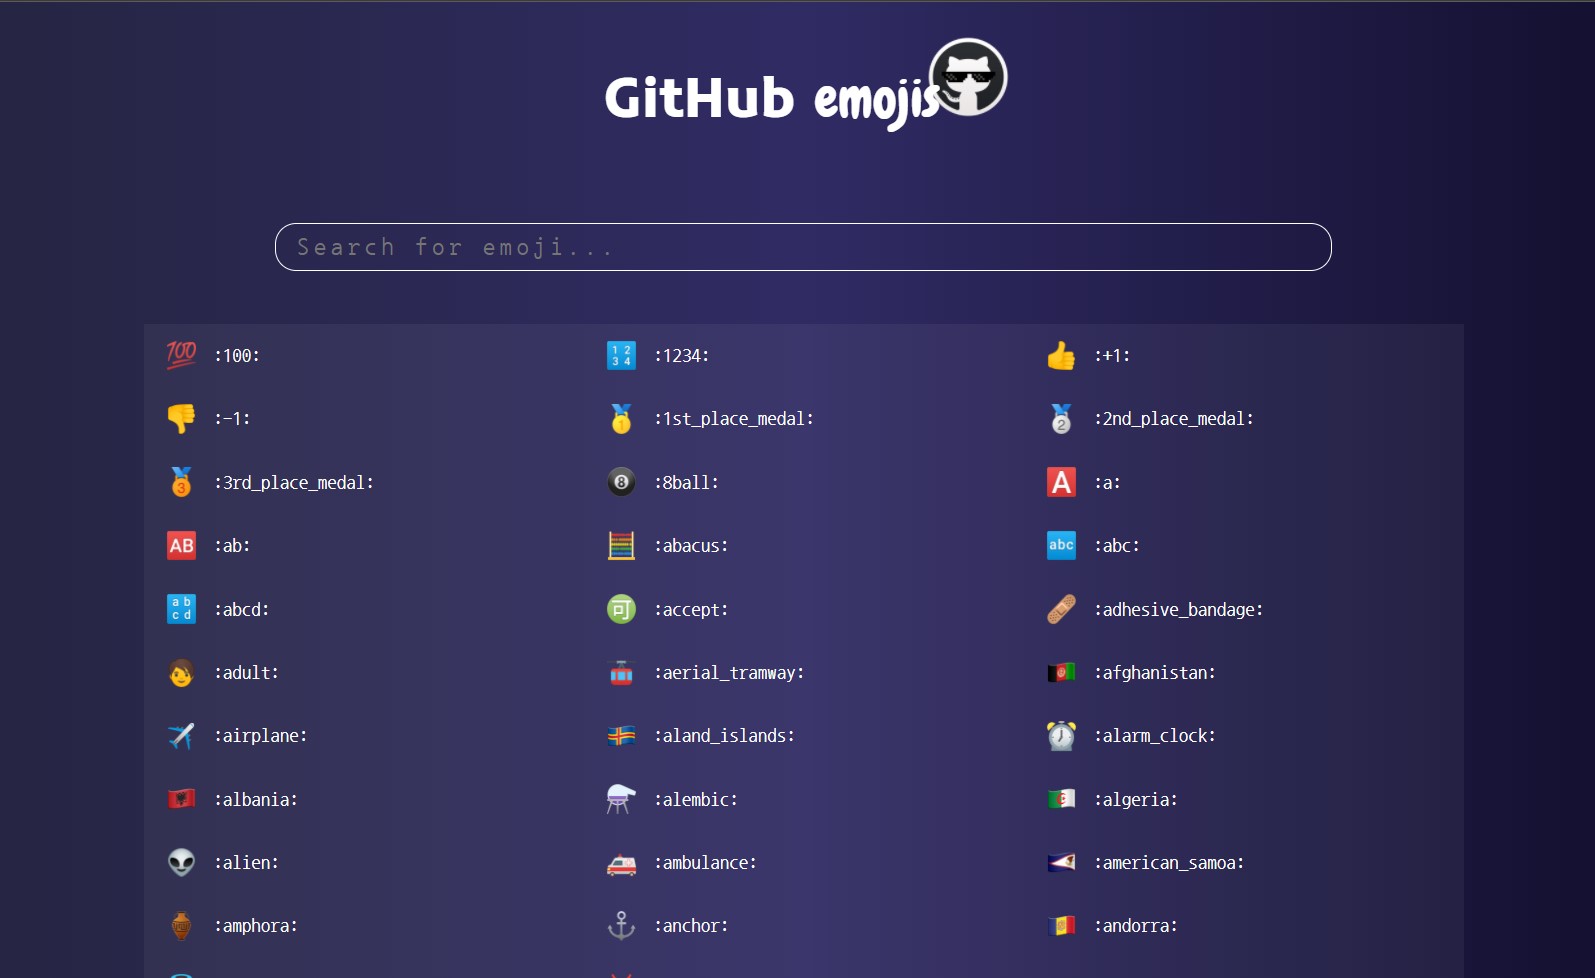 GitHub emojis
Search for emoji...
:100: :1234: :+1:
:-1: :1st_place_medal: :2nd_place_medal:
:3rd_place_medal: :8ball: :a:
:ab: :abacus: :abc:
:abcd: :accept: :adhesive_bandage:
:adult: :aerial_tramway: :afghanistan:
:airplane: :aland_islands: :alarm_clock:
:albania: :alembic: :algeria:
:alien: :ambulance: :american_samoa:
:amphora: :anchor: :andorra: